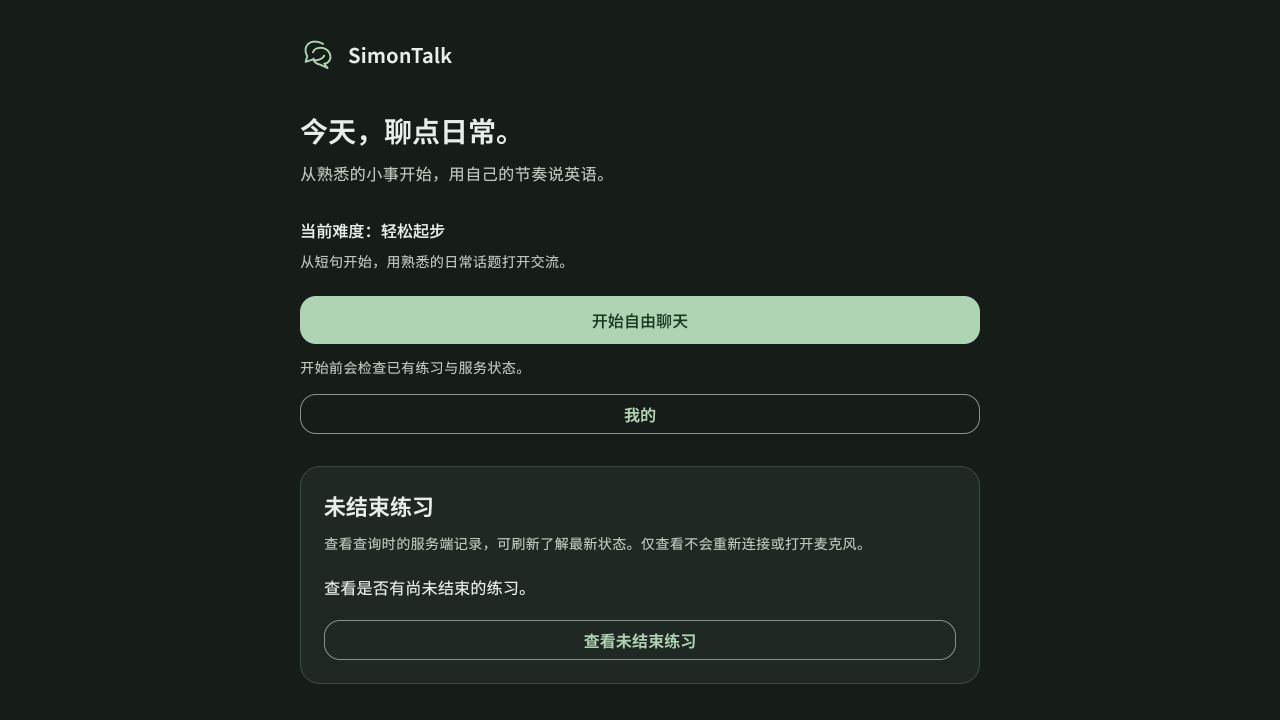 SimonTalk
今天，聊点日常。
从熟悉的小事开始，用自己的节奏说英语。
当前难度：轻松起步
从短句开始，用熟悉的日常话题打开交流。
开始自由聊天
开始前会检查已有练习与服务状态。
我的
未结束练习
查看查询时的服务端记录，可刷新了解最新状态。仅查看不会重新连接或打开麦克风。
查看是否有尚未结束的练习。
查看未结束练习